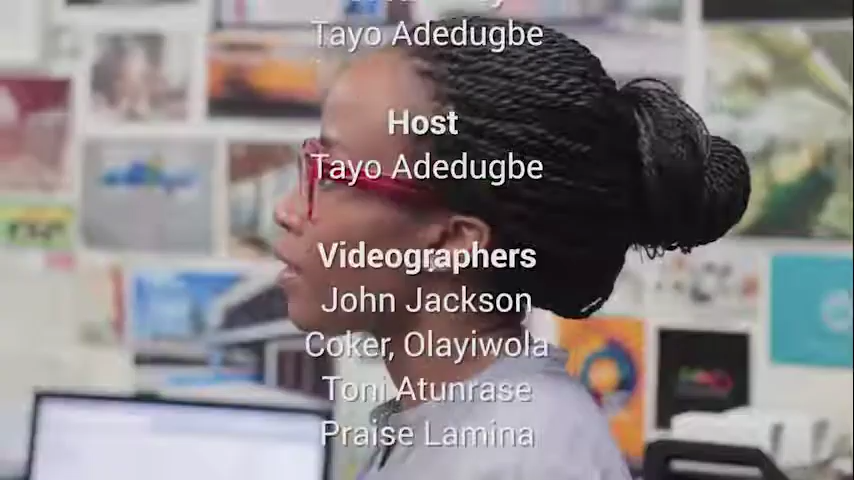 Tayo Adedugbe
Host
Tayo Adedugbe
Videographers
John Jackson
Coker, Olayiwola
Toni Atunrase
Praise Lamina